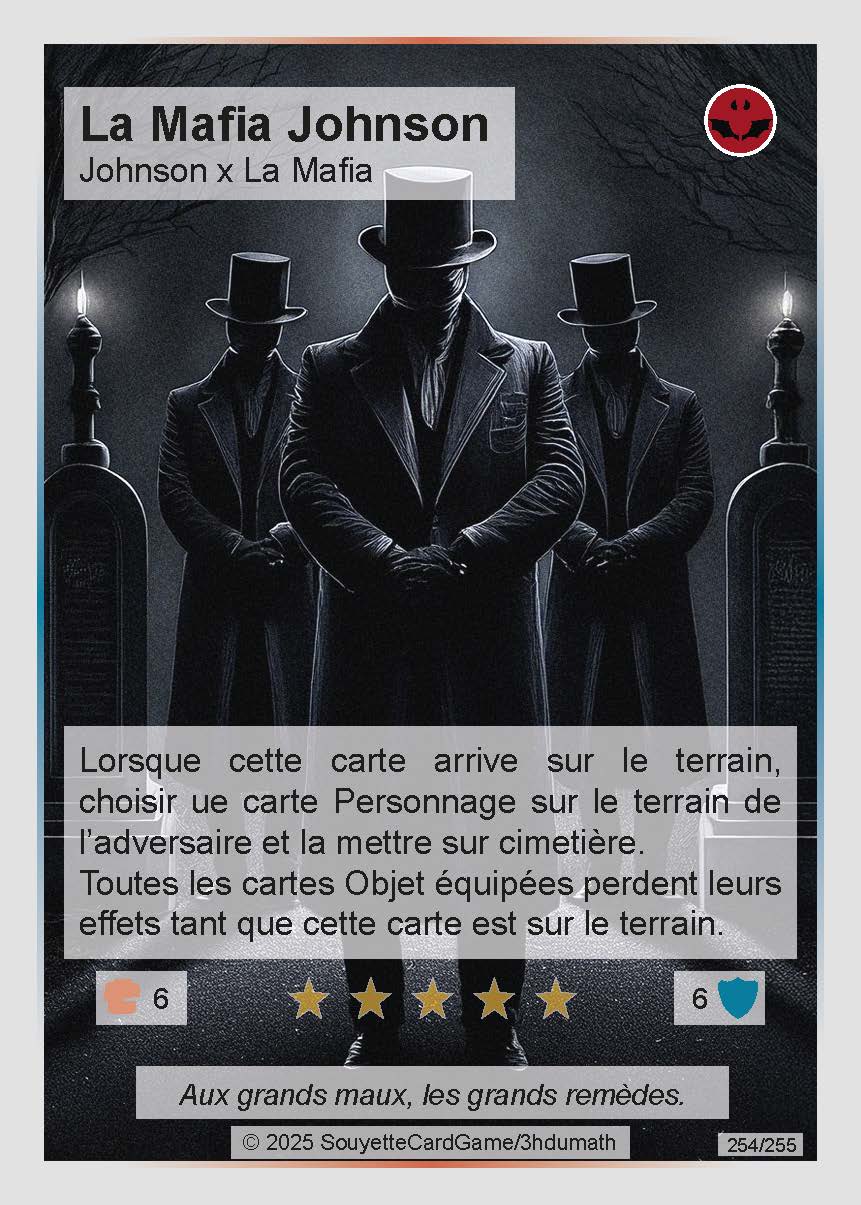 La Mafia Johnson
Johnson x La Mafia
Lorsque cette carte arrive sur le terrain,
choisir ue carte Personnage sur le terrain de
l’adversaire et la mettre sur cimetière.
Toutes les cartes Objet équipées perdent leurs
effets tant que cette carte est sur le terrain.
6
6
Aux grands maux, les grands remèdes.
© 2025 SouyetteCardGame/3hdumath
254/255